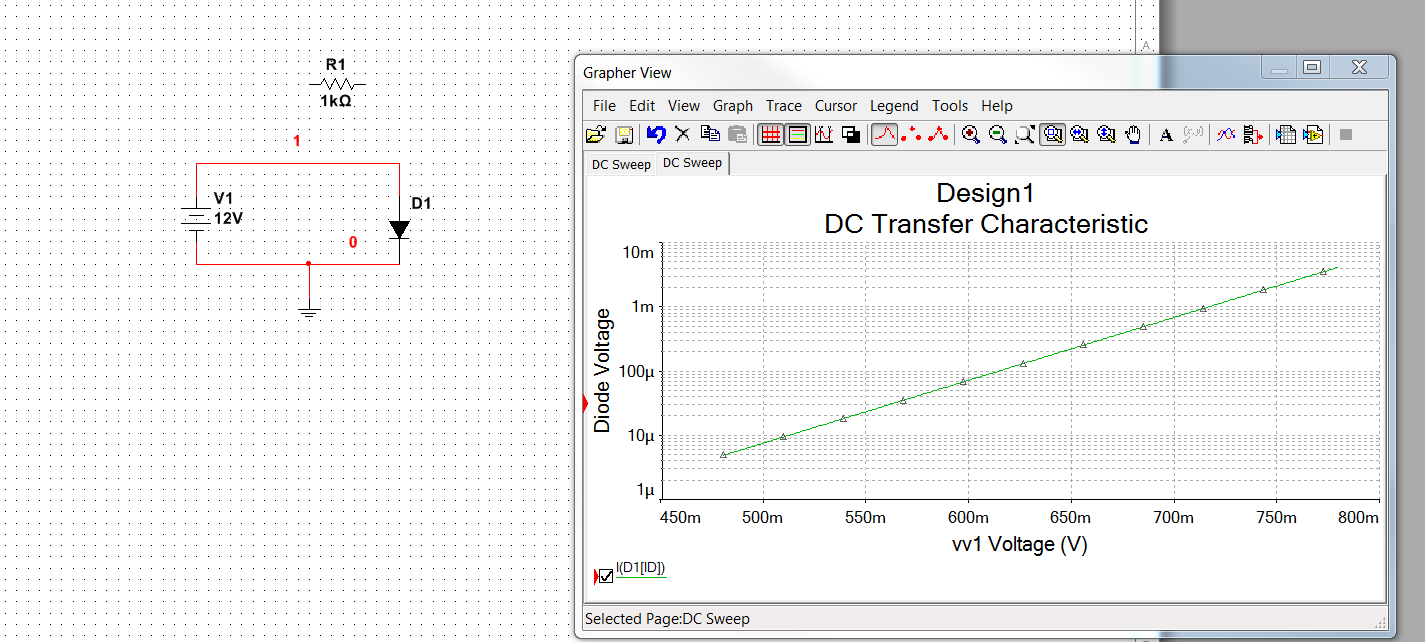 R1
1kΩ
1
V1
12V
D1
0
A
Grapher View
File Edit View Graph Trace Cursor Legend Tools Help
A
DC Sweep DC Sweep
Design1
DC Transfer Characteristic
Diode Voltage
10m
1m
100µ
10µ
1µ
450m 500m 550m 600m 650m 700m 750m 800m
vv1 Voltage (V)
I(D1[ID])
Selected Page:DC Sweep